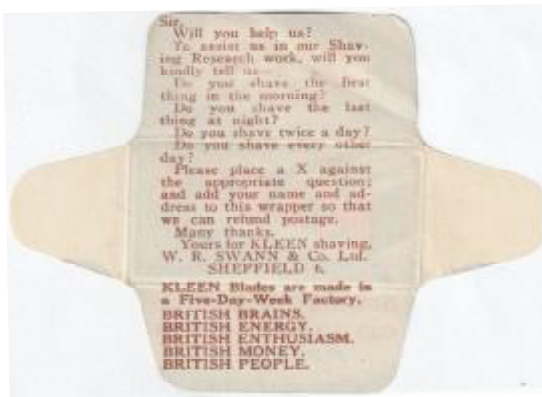 Sir,
Will you help us?
To assist us in our Shav-
ing Research work, will you
kindly tell us—
Do you shave the first
thing in the morning?
Do you shave the last
thing at night?
Do you shave twice a day?
Do you shave every other
day?
Please place a X against
the appropriate question;
and add your name and ad-
dress to this wrapper so that
we can refund postage.
Many thanks.
Yours for KLEEN shaving,
W. R. SWANN & Co. Ltd.
SHEFFIELD 6.
KLEEN Blades are made in
a Five-Day-Week Factory.
BRITISH BRAINS.
BRITISH ENERGY.
BRITISH ENTHUSIASM.
BRITISH MONEY.
BRITISH PEOPLE.